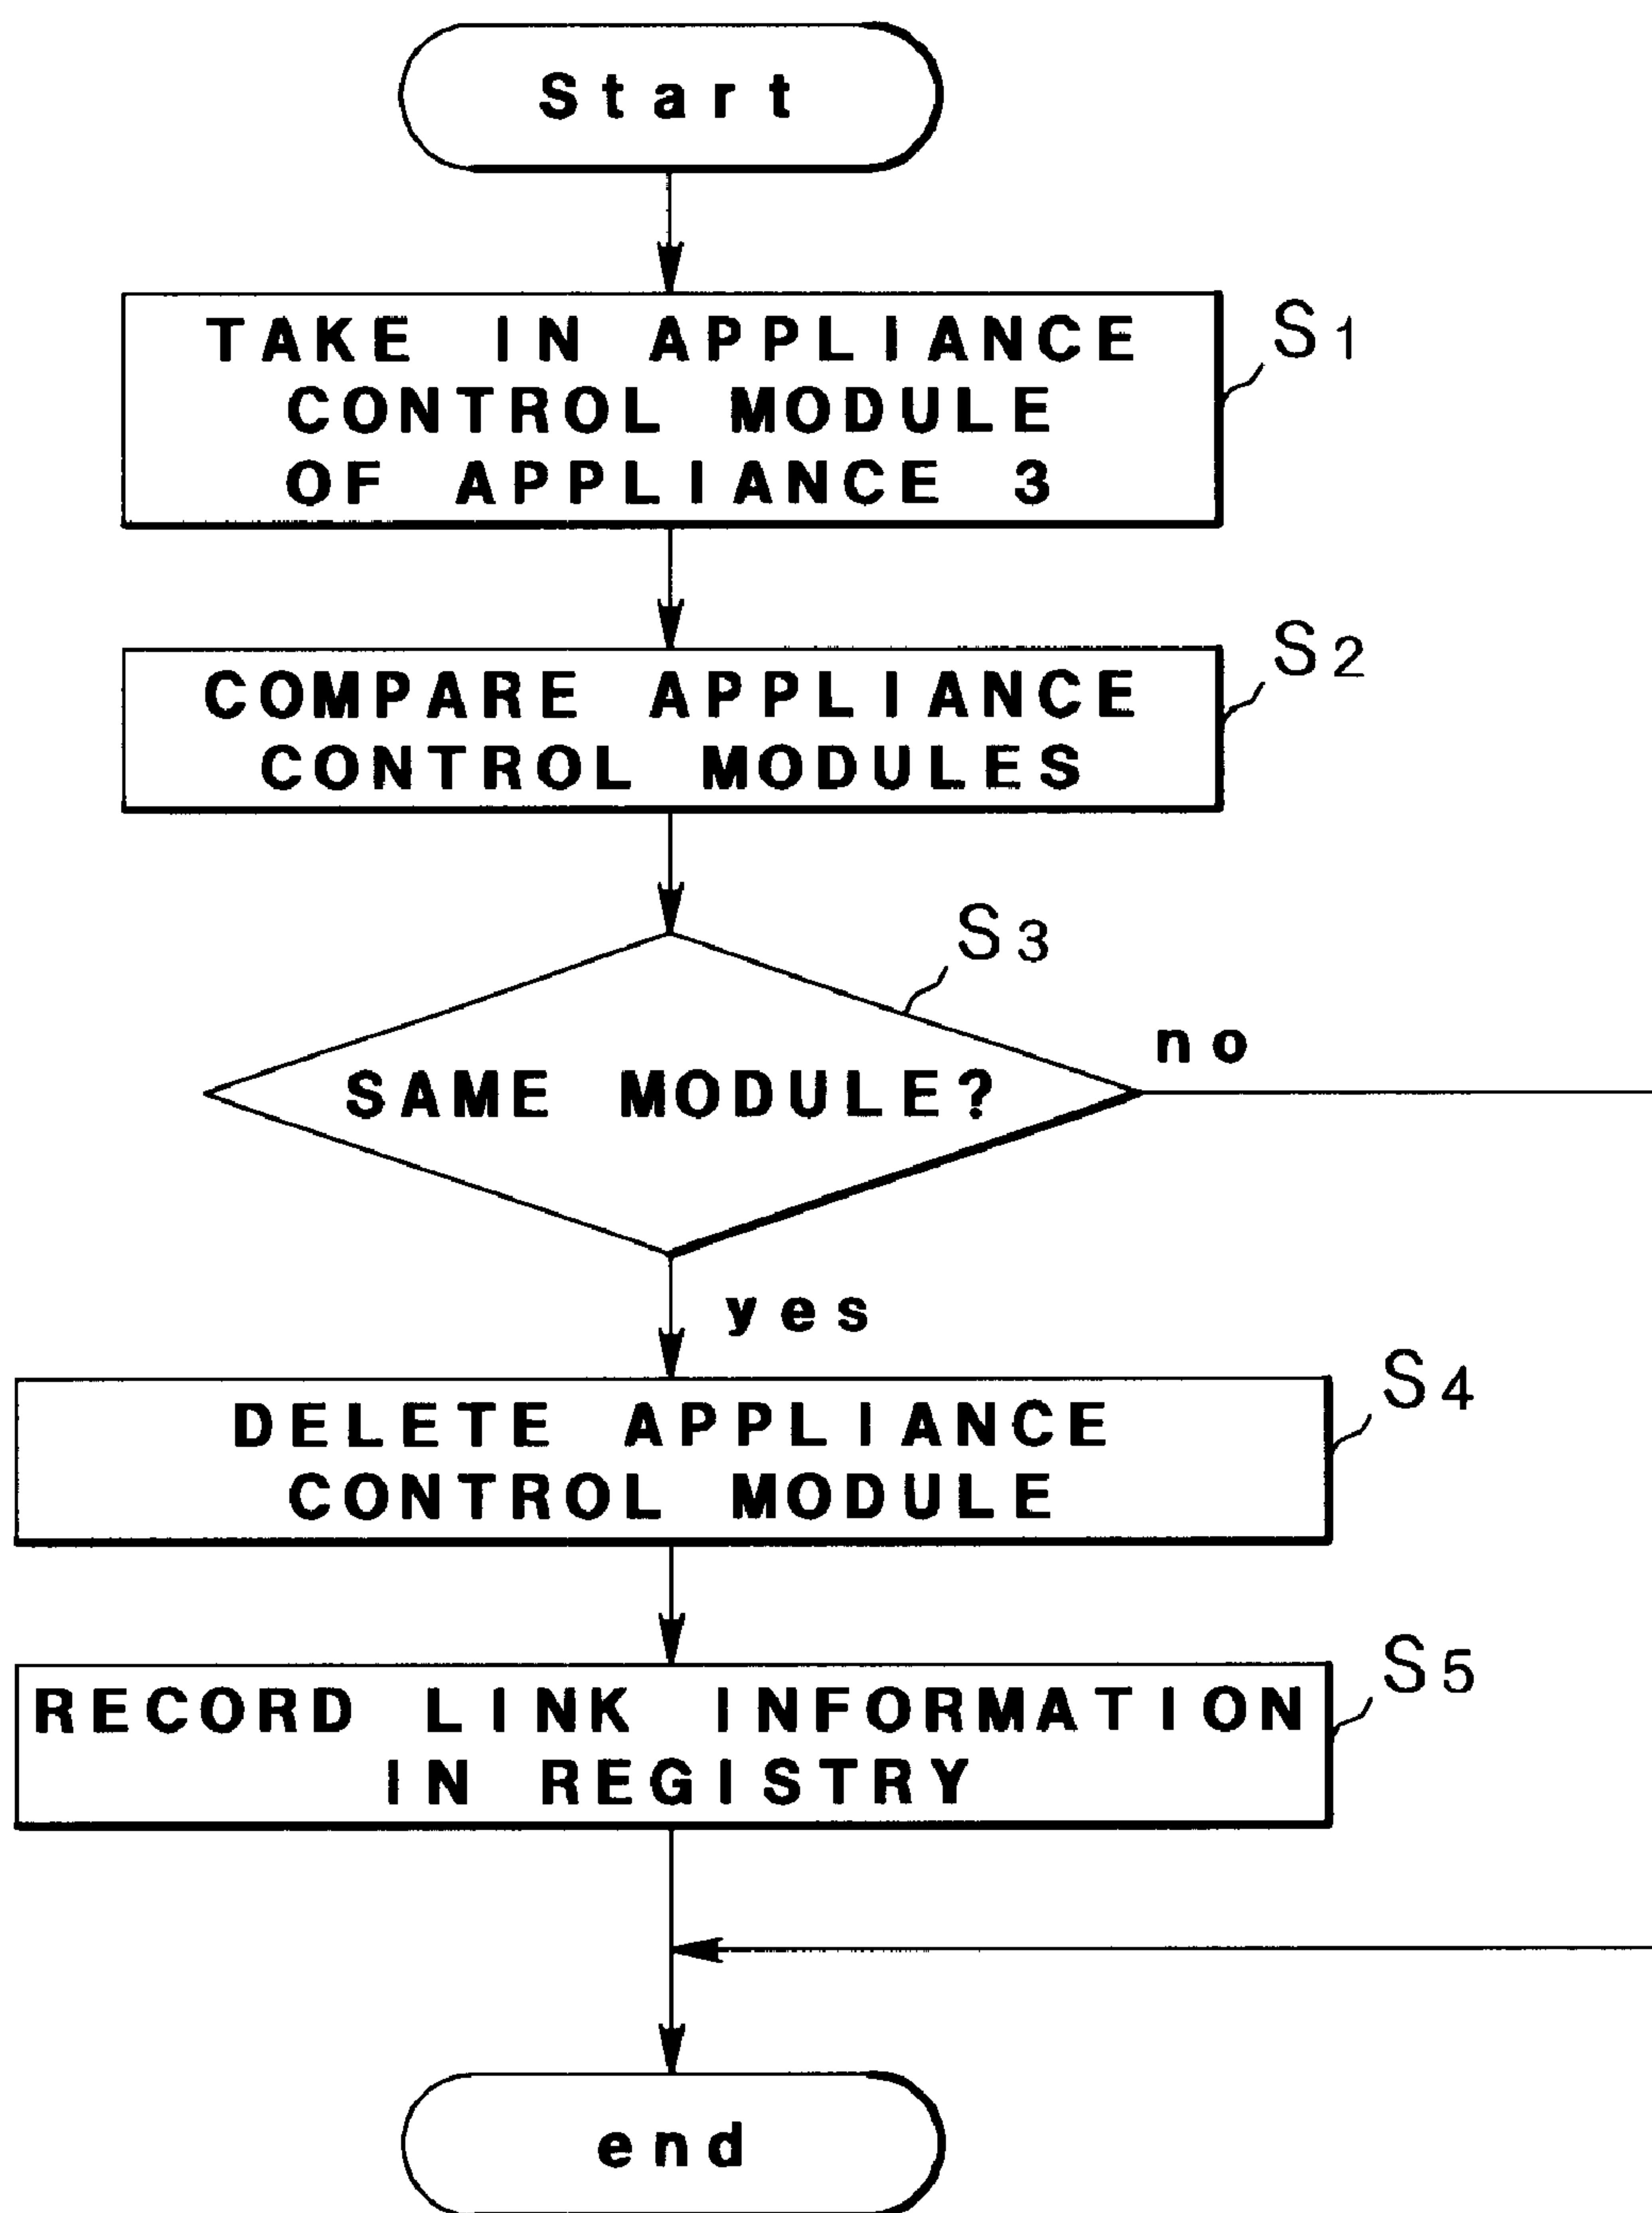 Start
TAKE IN APPLIANCE
CONTROL MODULE
OF APPLIANCE 3
S1
COMPARE APPLIANCE
CONTROL MODULES
S2
SAME MODULE?
S3
no
yes
DELETE APPLIANCE
CONTROL MODULE
S4
RECORD LINK INFORMATION
IN REGISTRY
S5
end